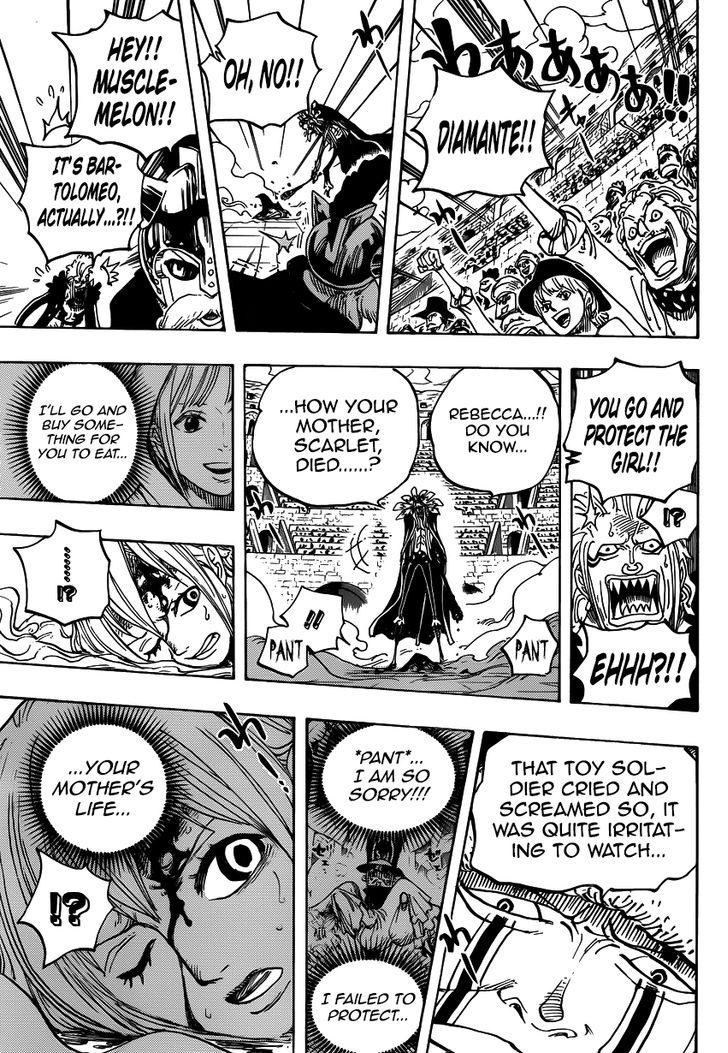 わあああああ!!
DIAMANTE!!
OH, NO!!
HEY!!
MUSCLE-
MELON!!
IT'S BAR-
TOLOMEO,
ACTUALLY...?!!
YOU GO AND
PROTECT THE
GIRL!!
!?
EHHH?!!
REBECCA...!!
DO YOU
KNOW...
...HOW YOUR
MOTHER,
SCARLET,
DIED......?
!!
PANT
PANT
I'LL GO AND
BUY SOME-
THING FOR
YOU TO EAT...
......
!?
THAT TOY SOL-
DIER CRIED AND
SCREAMED SO, IT
WAS QUITE IRRITAT-
ING TO WATCH...
*PANT*...
I AM SO
SORRY!!!
I FAILED TO
PROTECT...
...YOUR
MOTHER'S
LIFE...
!?